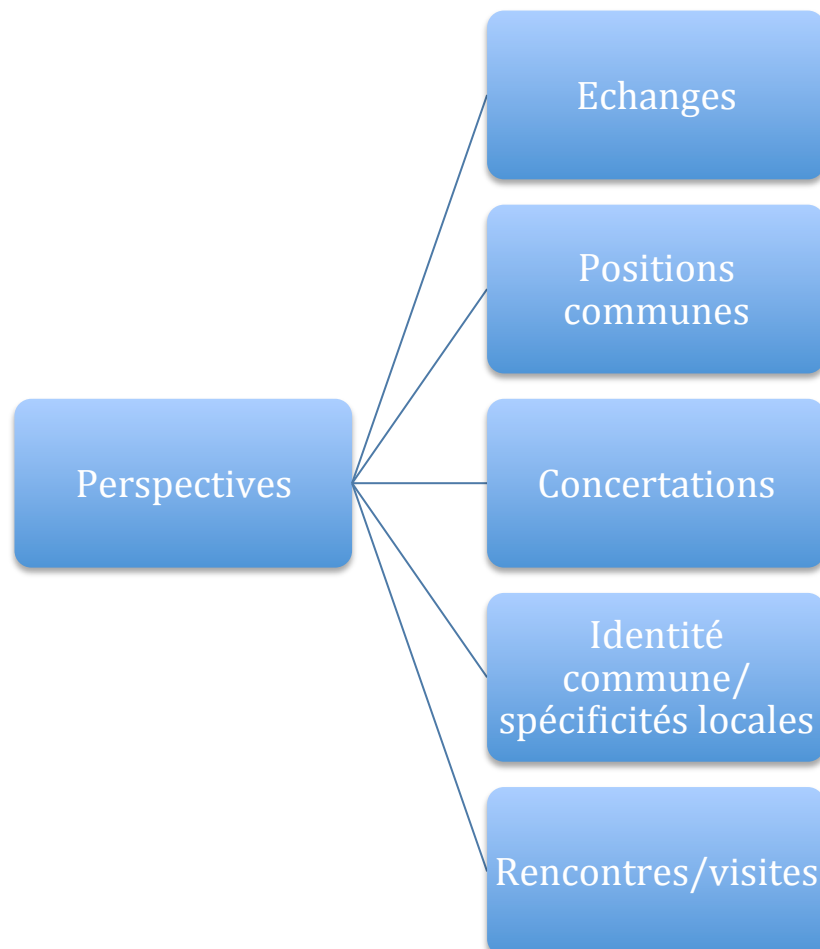 Echanges
Positions
communes
Perspectives
Concertations
Identité
commune/
spécificités locales
Rencontres/visites